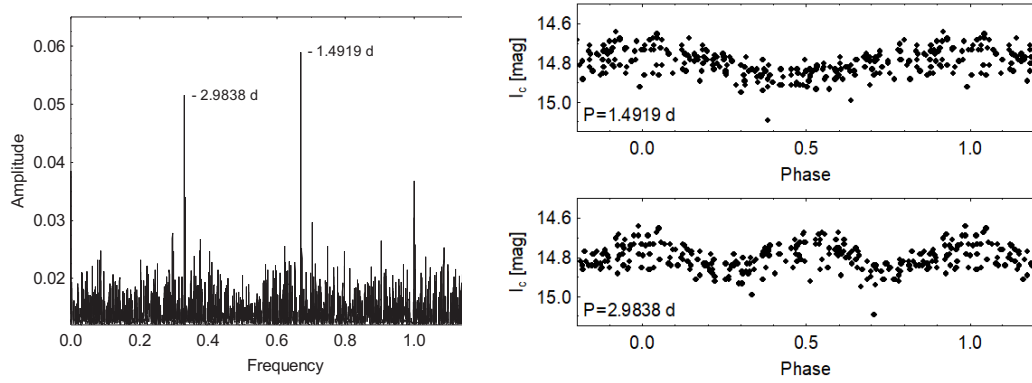 0.06
0.05
0.04
0.03
0.02
Amplitude
- 1.4919 d
- 2.9838 d
0.0 0.2 0.4 0.6 0.8 1.0
Frequency
14.6
14.8
15.0
I_c [mag]
P=1.4919 d
0.0 0.5 1.0
Phase
14.6
14.8
15.0
I_c [mag]
P=2.9838 d
0.0 0.5 1.0
Phase